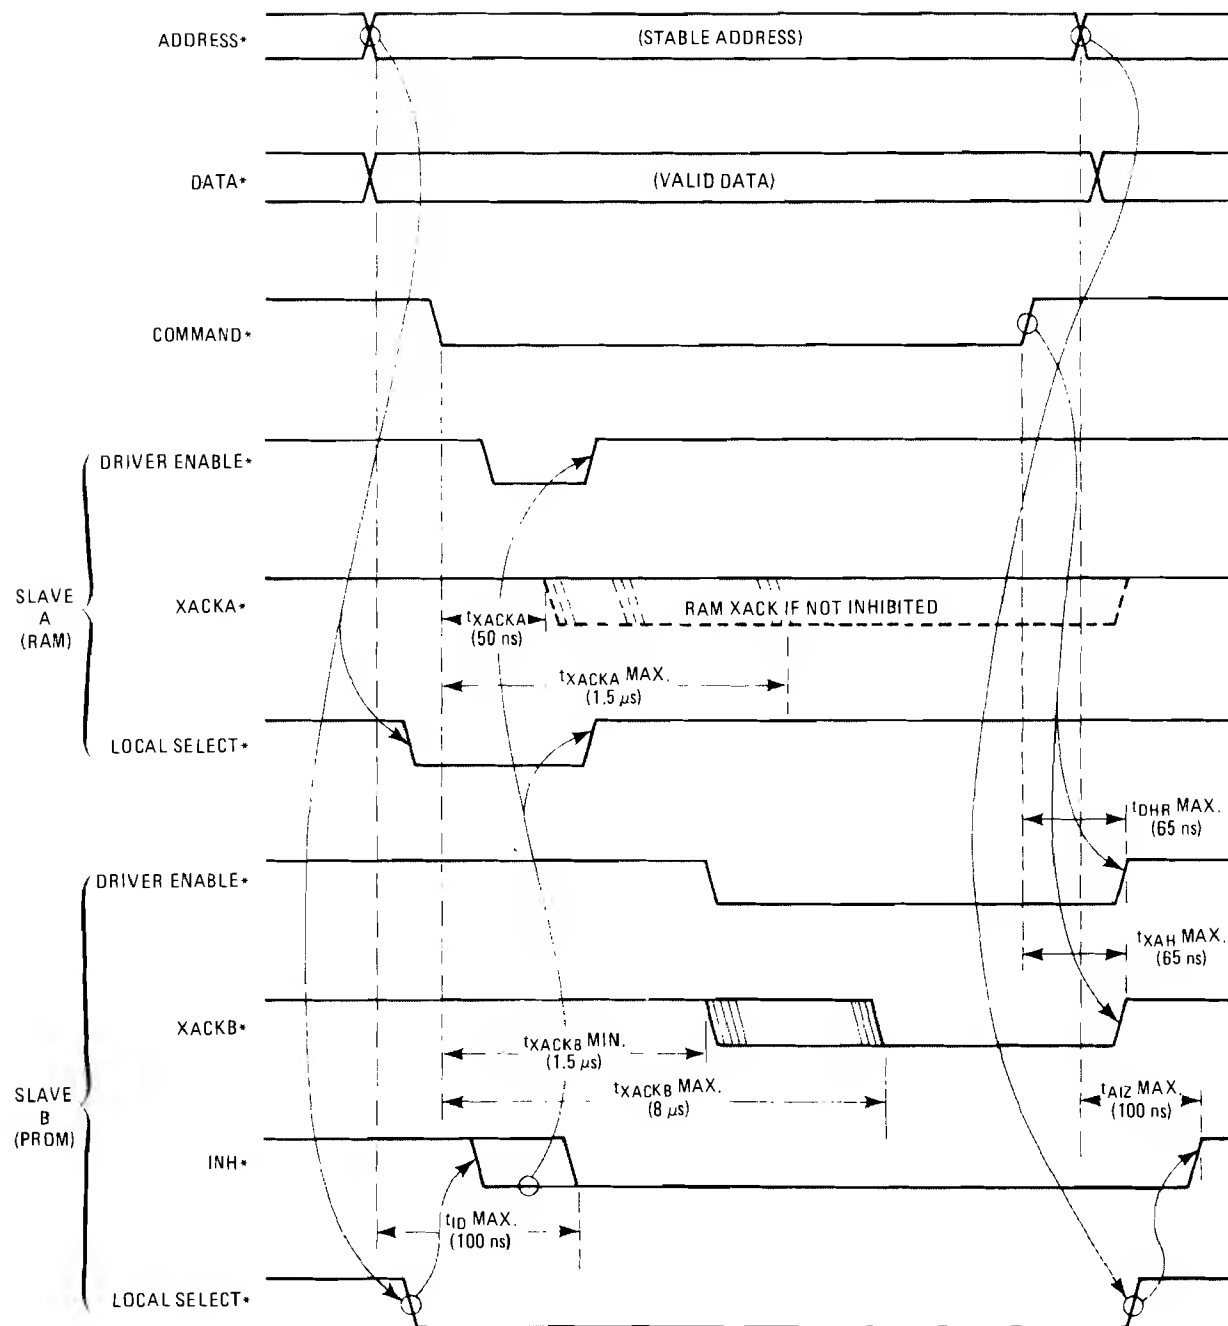 ADDRESS*
(STABLE ADDRESS)
DATA*
(VALID DATA)
COMMAND*
DRIVER ENABLE*
SLAVE
A
(RAM)
XACKA*
RAM XACK IF NOT INHIBITED
tXACKA
(50 ns)
tXACKA MAX.
(1.5 μs)
LOCAL SELECT*
tDHR MAX.
(65 ns)
DRIVER ENABLE*
tXAH MAX.
(65 ns)
XACKB*
tXACKB MIN.
(1.5 μs)
tXACKB MAX.
(8 μs)
tAIZ MAX.
(100 ns)
SLAVE
B
(PROM)
INH*
tID MAX.
(100 ns)
LOCAL SELECT*